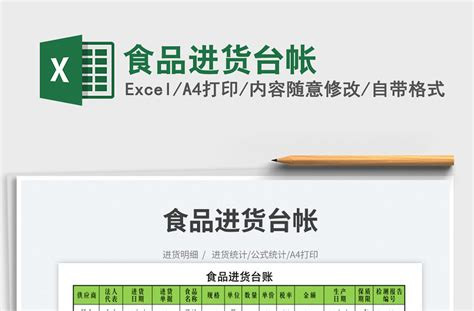 X
食品进货台帐
Excel/A4打印/内容随意修改/自带格式
食品进货台帐
进货明细 / 进货统计/公式统计/A4打印
食品进货台账
供应商 法人代表 进货日期 进货单据 食品名称 规格 单位 数量 单价 税率 金额 生产日期 保质期限 检测报告编号